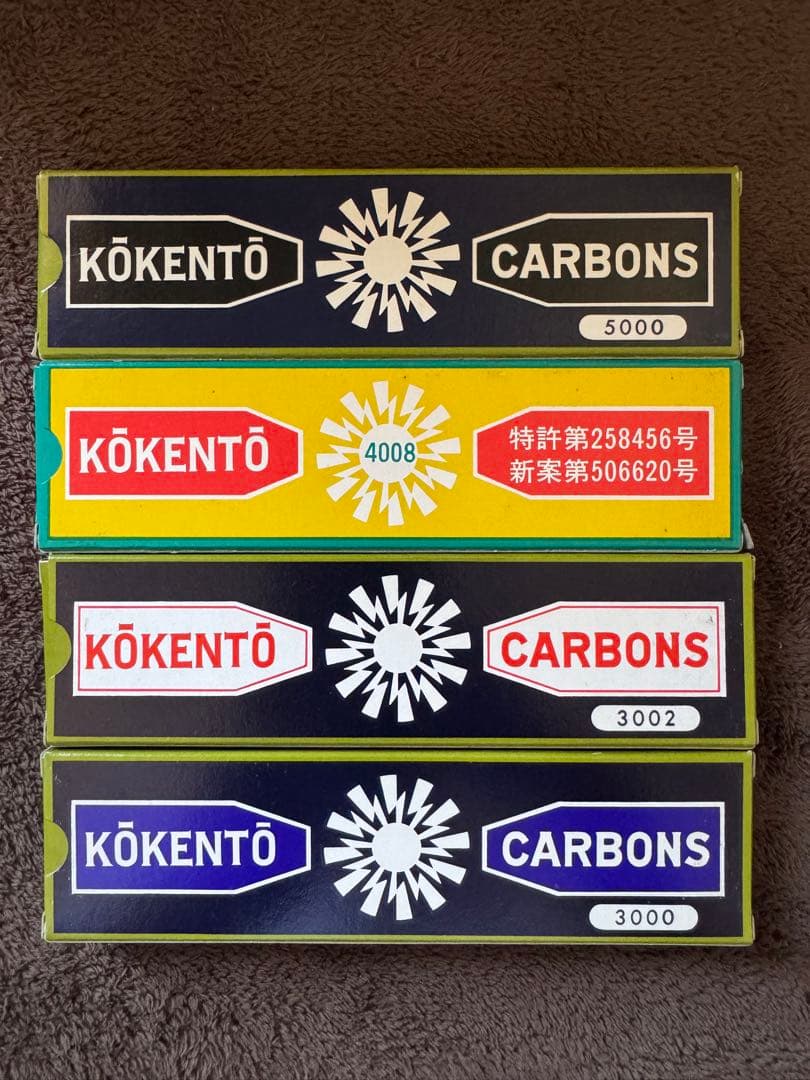 KŌKENTŌ CARBONS
5000
KŌKENTŌ 4008 特許第258456号
新案第506620号
KŌKENTŌ CARBONS
3002
KŌKENTŌ CARBONS
3000